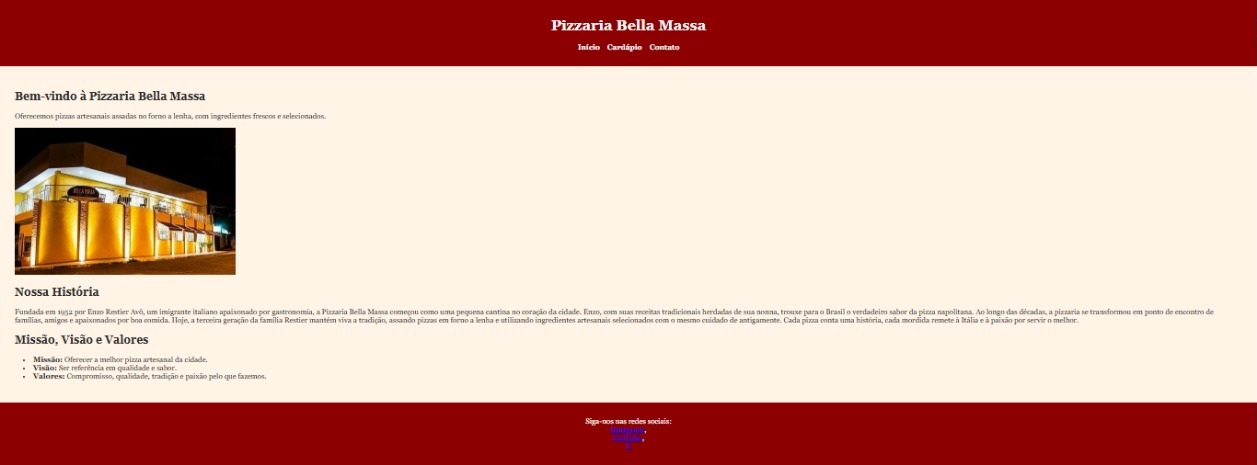 Pizzaria Bella Massa
Início Cardápio Contato
Bem-vindo à Pizzaria Bella Massa
Oferecemos pizzas artesanais assadas no forno a lenha, com ingredientes frescos e selecionados.
Nossa História
Fundada em 1952 por Enzo Restier Avô, um imigrante italiano apaixonado por gastronomia, a Pizzaria Bella Massa começou como uma pequena cantina no coração da cidade. Enzo, com suas receitas tradicionais herdadas de sua nonna, trouxe para o Brasil o verdadeiro sabor da pizza napolitana. Ao longo das décadas, a pizzaria se transformou em ponto de encontro de
famílias, amigos e apaixonados por boa comida. Hoje, a terceira geração da família Restier mantém viva a tradição, assando pizzas em forno a lenha e utilizando ingredientes artesanais selecionados com o mesmo cuidado de antigamente. Cada pizza conta uma história, cada mordida remete à Itália e à paixão por servir o melhor.
Missão, Visão e Valores
• Missão: Oferecer a melhor pizza artesanal da cidade.
• Visão: Ser referência em qualidade e sabor.
• Valores: Compromisso, qualidade, tradição e paixão pelo que fazemos.
Siga-nos nas redes sociais: